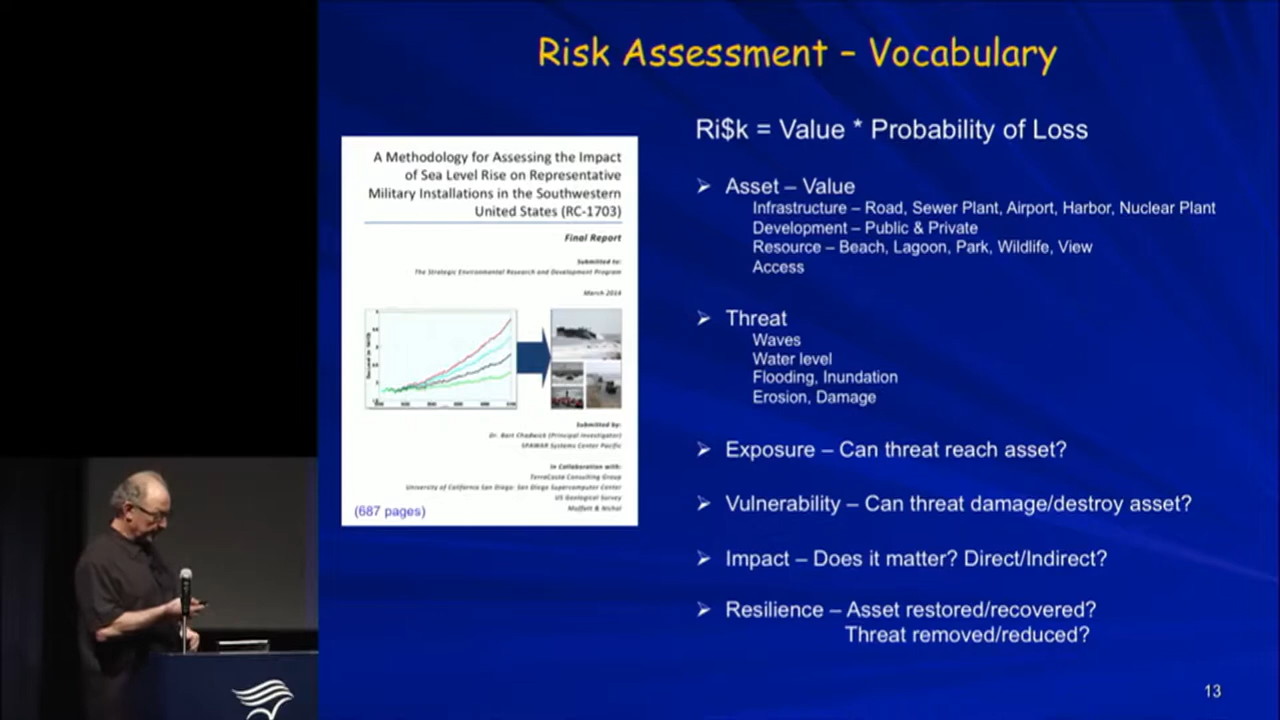 Risk Assessment – Vocabulary
A Methodology for Assessing the Impact
of Sea Level Rise on Representative
Military Installations in the Southwestern
United States (RC-1703)
Final Report
Submitted to:
The Strategic Environmental Research and Development Program
March 2014
Submitted by:
Dr. Bart Chadwick (Principal Investigator)
SPAWAR Systems Center Pacific
In Collaboration with:
TerraCosta Consulting Group
University of California San Diego: San Diego Supercomputer Center
US Geological Survey
Moffatt & Nichol
(687 pages)
Ri$k = Value * Probability of Loss
➢ Asset – Value
Infrastructure – Road, Sewer Plant, Airport, Harbor, Nuclear Plant
Development – Public & Private
Resource – Beach, Lagoon, Park, Wildlife, View
Access
➢ Threat
Waves
Water level
Flooding, Inundation
Erosion, Damage
➢ Exposure – Can threat reach asset?
➢ Vulnerability – Can threat damage/destroy asset?
➢ Impact – Does it matter? Direct/Indirect?
➢ Resilience – Asset restored/recovered?
Threat removed/reduced?
13